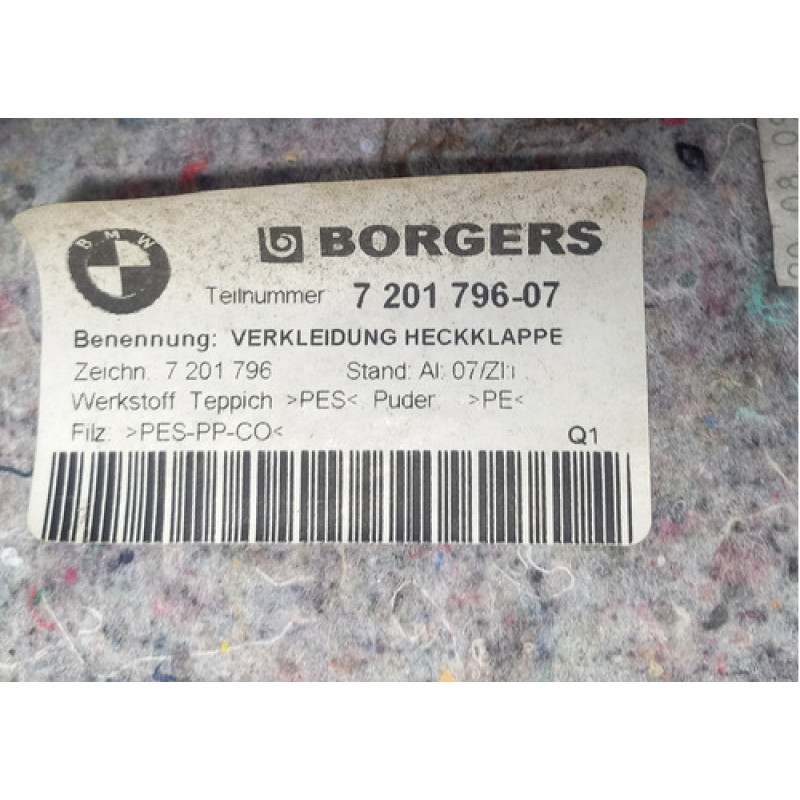 BMW
BORGERS
Teilnummer 7 201 796-07
Benennung: VERKLEIDUNG HECKKLAPPE
Zeichn. 7 201 796 Stand: AI: 07/ZI:
Werkstoff Teppich >PES< Puder >PE<
Filz: >PES-PP-CO<
Q1